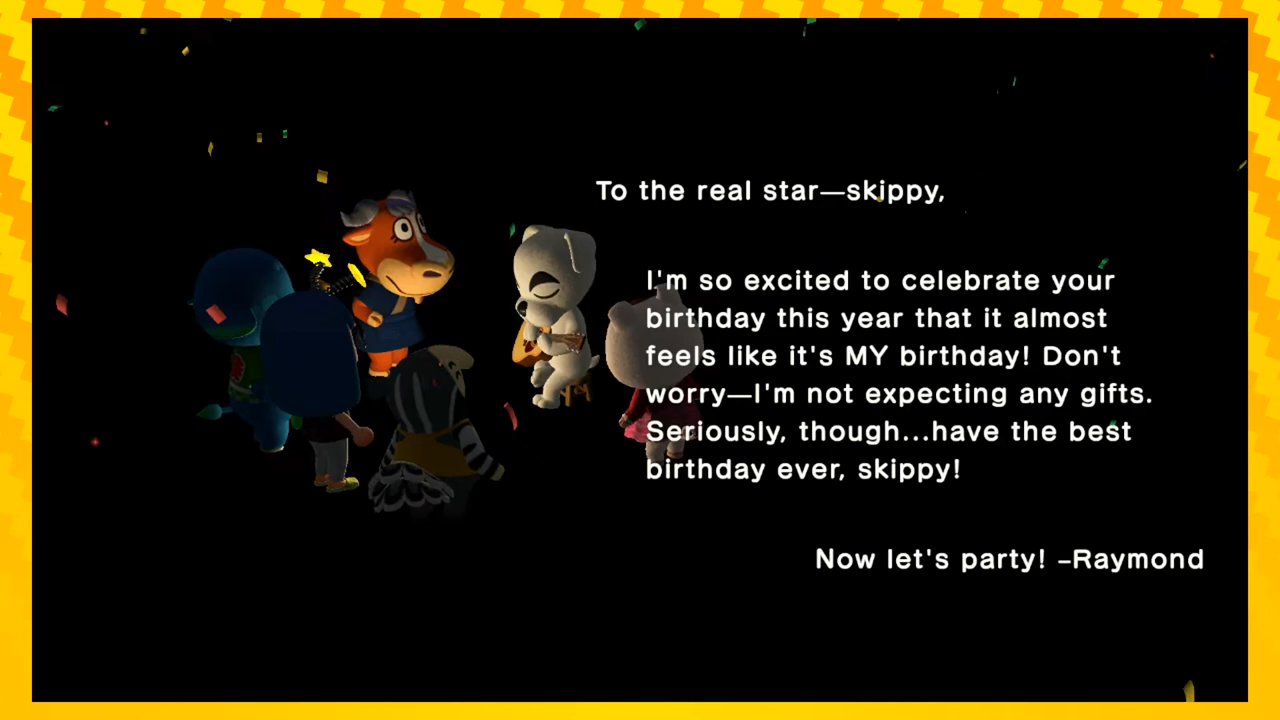 To the real star—skippy,
I'm so excited to celebrate your
birthday this year that it almost
feels like it's MY birthday! Don't
worry—I'm not expecting any gifts.
Seriously, though...have the best
birthday ever, skippy!
Now let's party! –Raymond